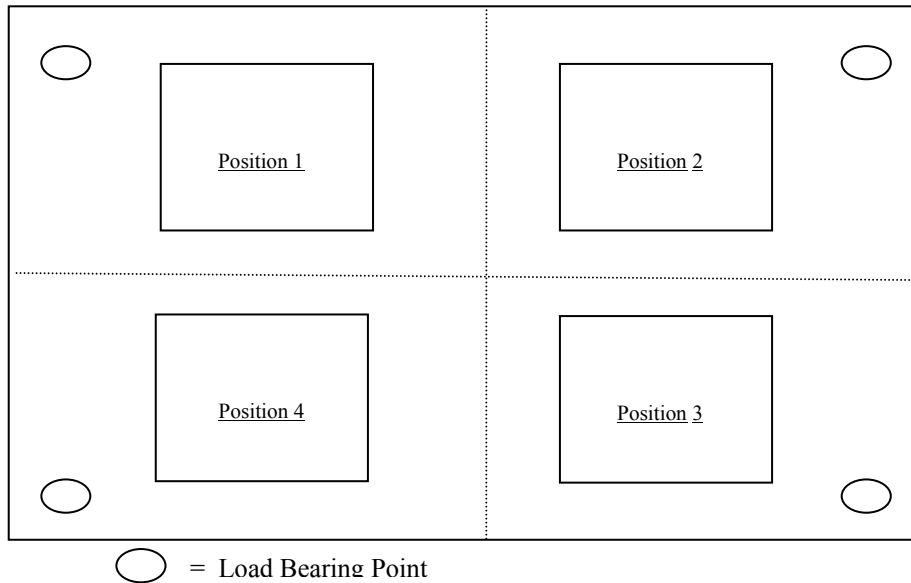 Position 1
Position 2
Position 4
Position 3
= Load Bearing Point